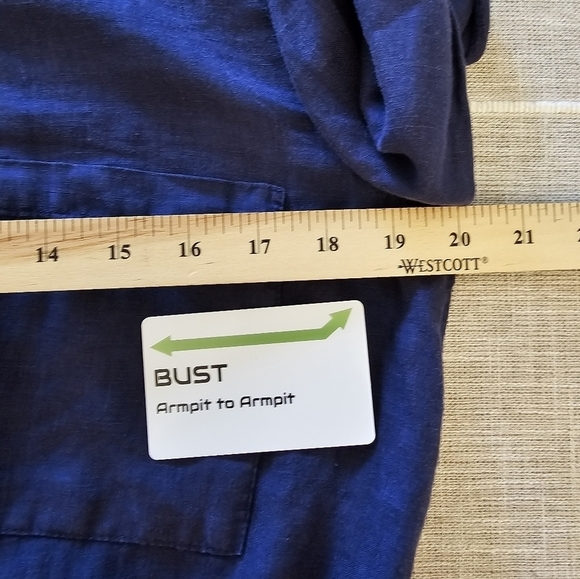 14 15 16 17 18 19 20 21
WESTCOTT®
BUST
Armpit to Armpit